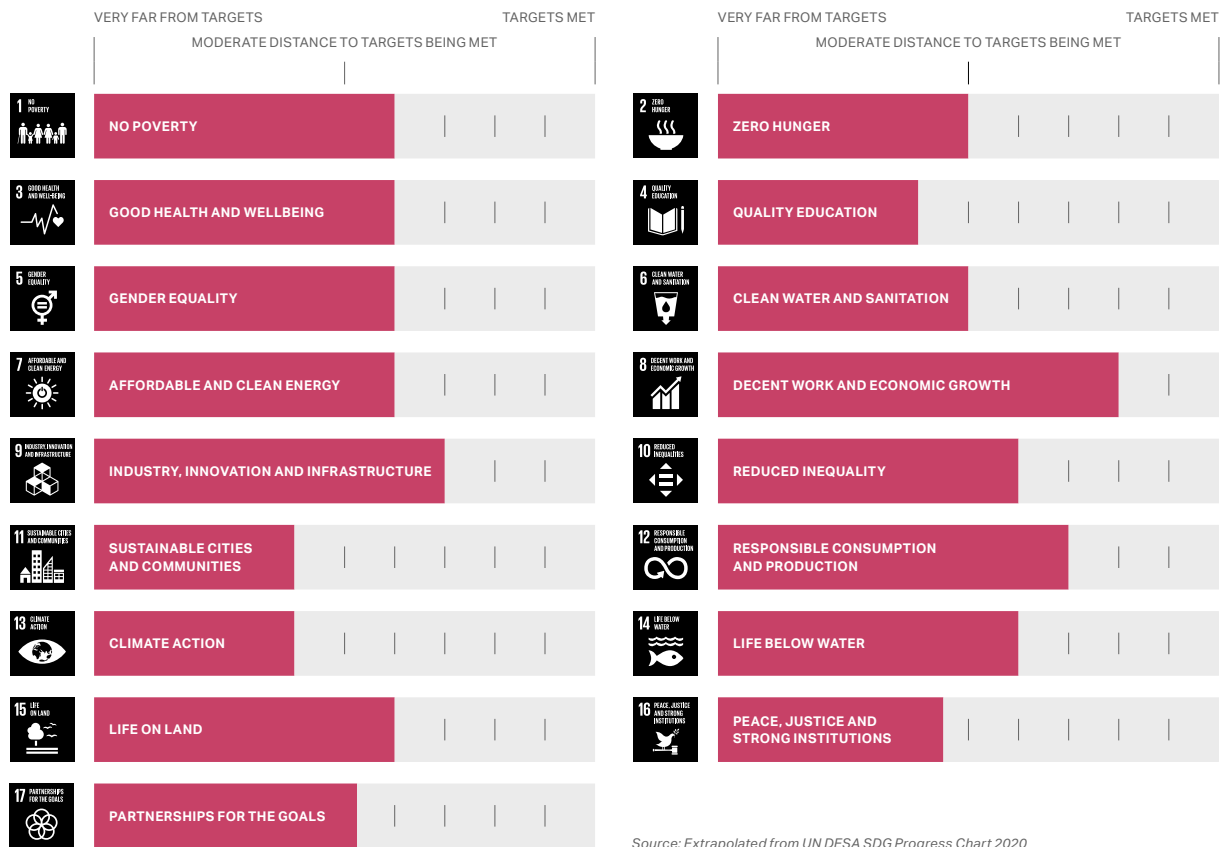 VERY FAR FROM TARGETS
TARGETS MET
MODERATE DISTANCE TO TARGETS BEING MET
VERY FAR FROM TARGETS
TARGETS MET
MODERATE DISTANCE TO TARGETS BEING MET
1 NO
POVERTY
NO POVERTY
2 ZERO
HUNGER
ZERO HUNGER
3 GOOD HEALTH
AND WELL-BEING
GOOD HEALTH AND WELLBEING
4 QUALITY
EDUCATION
QUALITY EDUCATION
5 GENDER
EQUALITY
GENDER EQUALITY
6 CLEAN WATER
AND SANITATION
CLEAN WATER AND SANITATION
7 AFFORDABLE AND
CLEAN ENERGY
AFFORDABLE AND CLEAN ENERGY
8 DECENT WORK AND
ECONOMIC GROWTH
DECENT WORK AND ECONOMIC GROWTH
9 INDUSTRY, INNOVATION
AND INFRASTRUCTURE
INDUSTRY, INNOVATION AND INFRASTRUCTURE
10 REDUCED
INEQUALITIES
REDUCED INEQUALITY
11 SUSTAINABLE CITIES
AND COMMUNITIES
SUSTAINABLE CITIES
AND COMMUNITIES
12 RESPONSIBLE
CONSUMPTION
AND PRODUCTION
RESPONSIBLE CONSUMPTION
AND PRODUCTION
13 CLIMATE
ACTION
CLIMATE ACTION
14 LIFE BELOW
WATER
LIFE BELOW WATER
15 LIFE
ON LAND
LIFE ON LAND
16 PEACE, JUSTICE
AND STRONG
INSTITUTIONS
PEACE, JUSTICE AND
STRONG INSTITUTIONS
17 PARTNERSHIPS
FOR THE GOALS
PARTNERSHIPS FOR THE GOALS
Source: Extrapolated from UN DESA SDG Progress Chart 2020